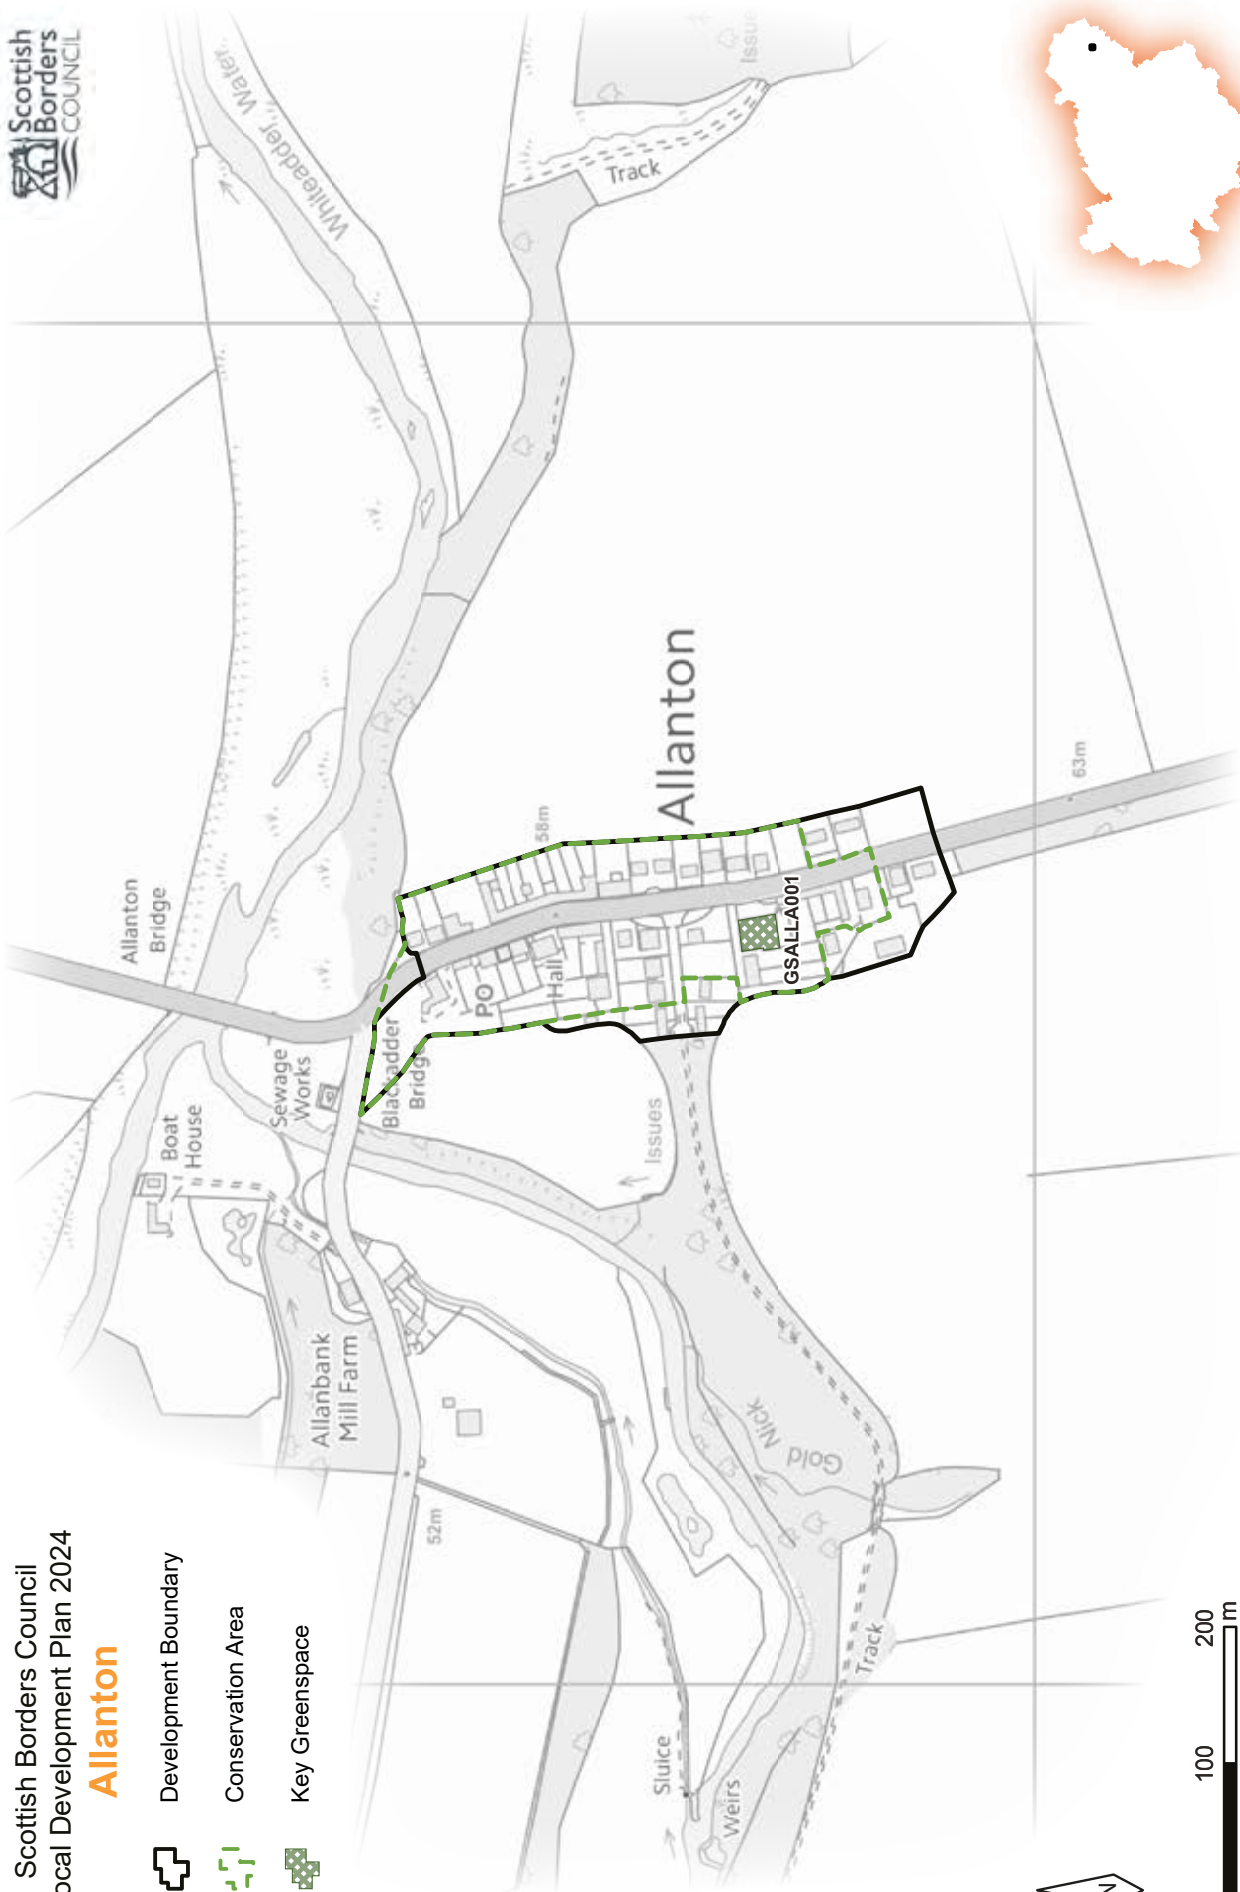 Scottish Borders Council
ocal Development Plan 2024
Allanton
Development Boundary
Conservation Area
Key Greenspace
Scottish
Borders
COUNCIL
Allanton
Bridge
Whiteadder Water
Boat
House
Sewage
Works
Allanbank
Mill Farm
52m
Blackadder
Bridge
PO
Hall
58m
Allanton
GSALLA001
63m
Track
Issue
Issues
Gold Nick
Sluice
Weirs
Track
100
200
m
N